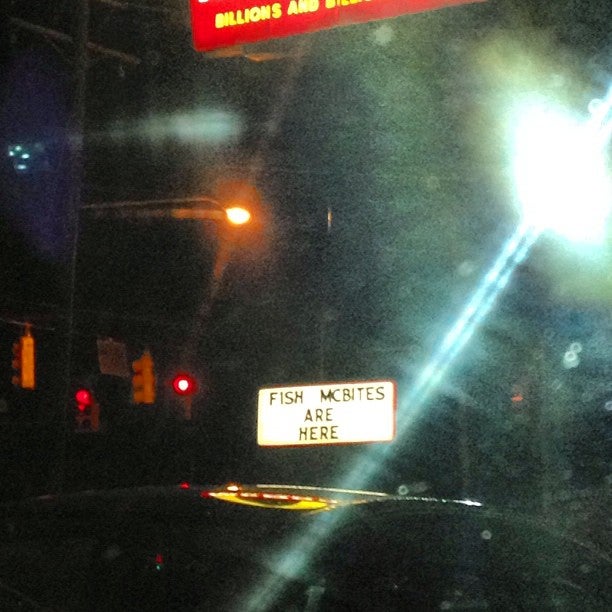 BILLIONS AND
FISH MCBITES
ARE
HERE